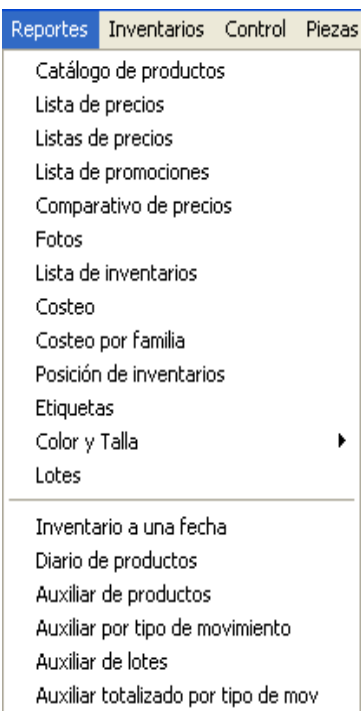 Reportes Inventarios Control Piezas
Catálogo de productos
Lista de precios
Listas de precios
Lista de promociones
Comparativo de precios
Fotos
Lista de inventarios
Costeo
Costeo por familia
Posición de inventarios
Etiquetas
Color y Talla
Lotes
Inventario a una fecha
Diario de productos
Auxiliar de productos
Auxiliar por tipo de movimiento
Auxiliar de lotes
Auxiliar totalizado por tipo de mov